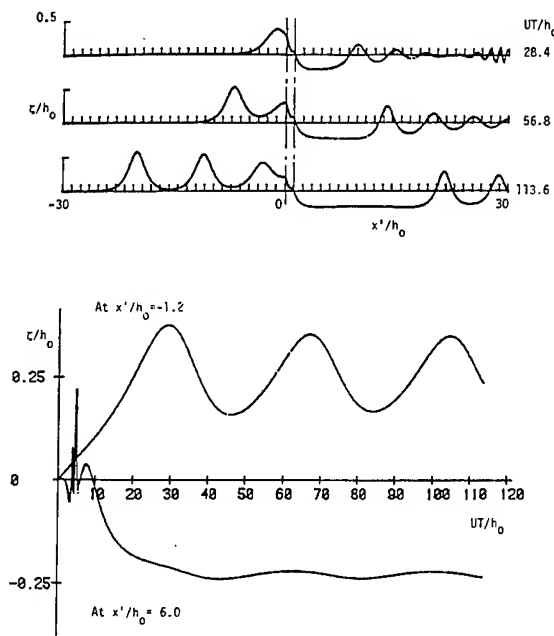 0.5
UT/h₀
28.4
ζ/h₀
56.8
113.6
-30 0 30
x'/h₀
At x'/h₀=-1.2
ζ/h₀
0.25
0
10 20 30 40 50 60 70 80 90 100 110 120
UT/h₀
-0.25
At x'/h₀= 6.0